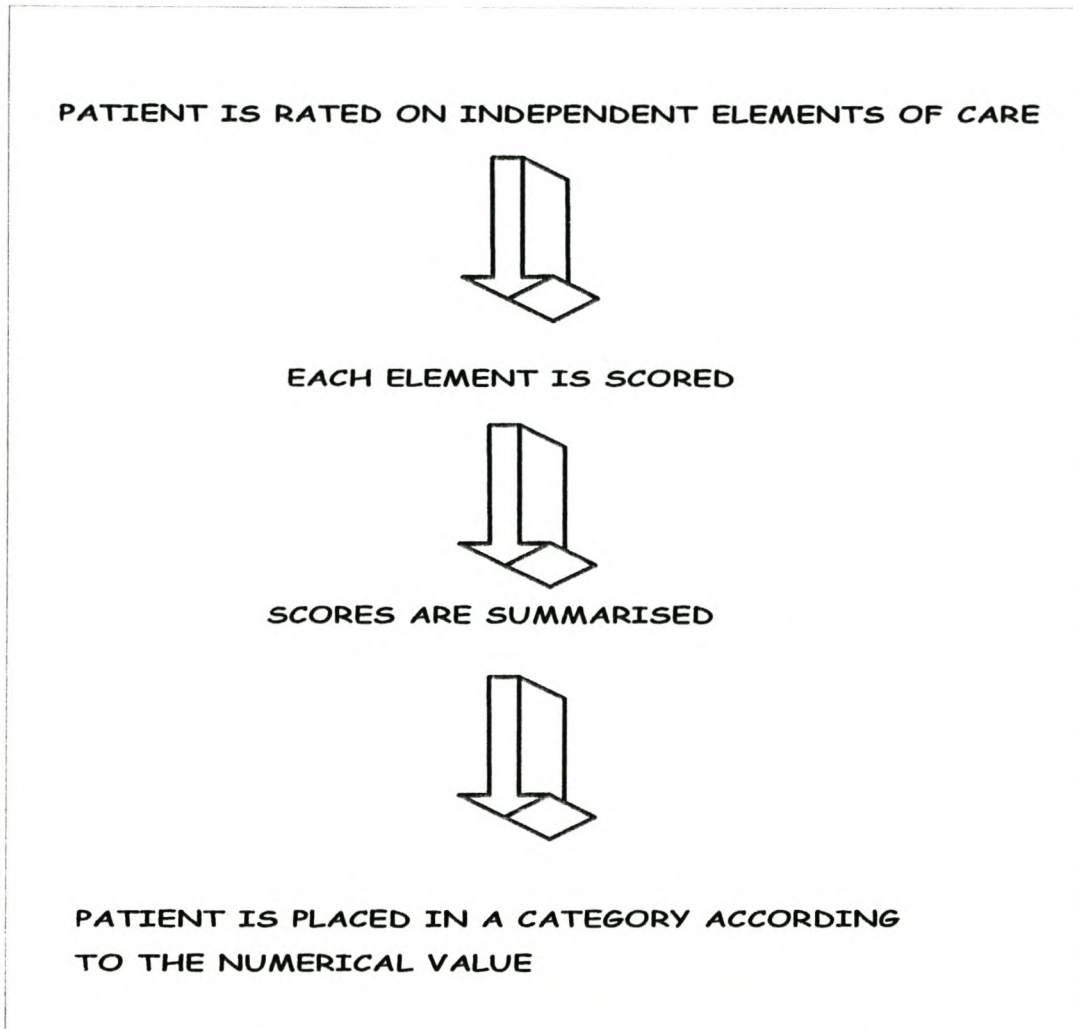 PATIENT IS RATED ON INDEPENDENT ELEMENTS OF CARE
EACH ELEMENT IS SCORED
SCORES ARE SUMMARISED
PATIENT IS PLACED IN A CATEGORY ACCORDING
TO THE NUMERICAL VALUE